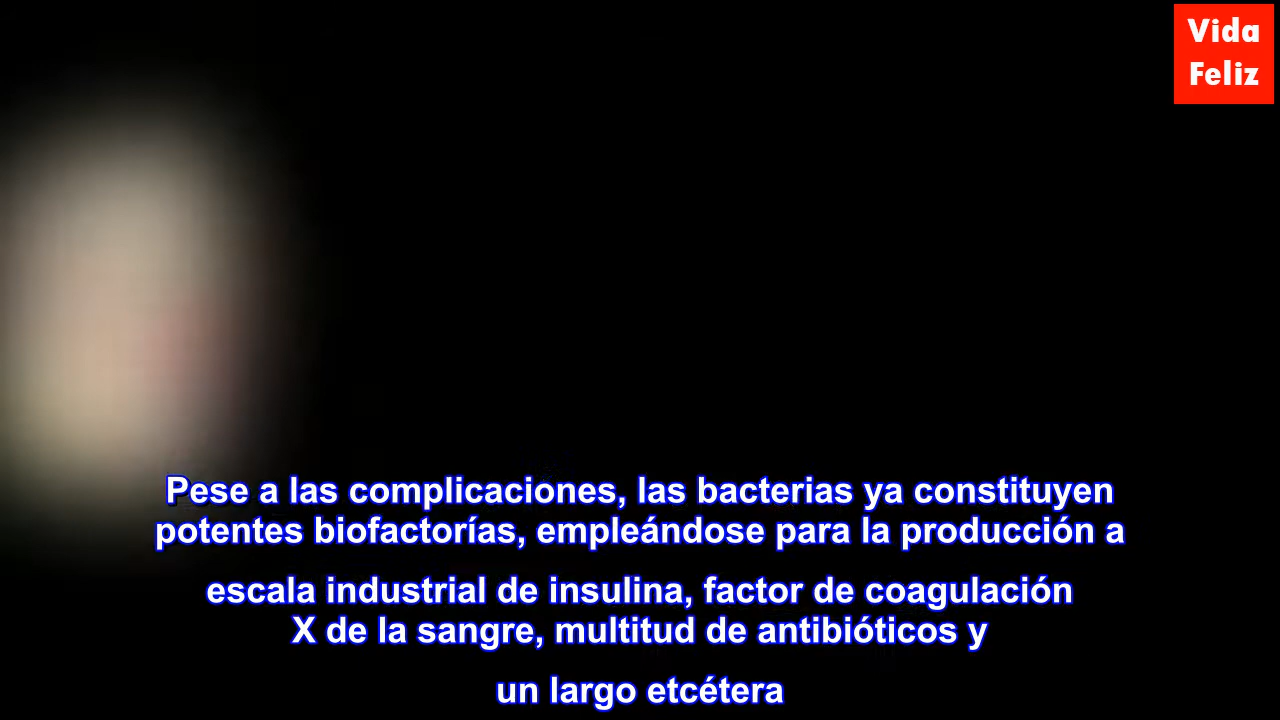 Vida
Feliz
Pese a las complicaciones, las bacterias ya constituyen
potentes biofactorías, empleándose para la producción a
escala industrial de insulina, factor de coagulación
X de la sangre, multitud de antibióticos y
un largo etcétera